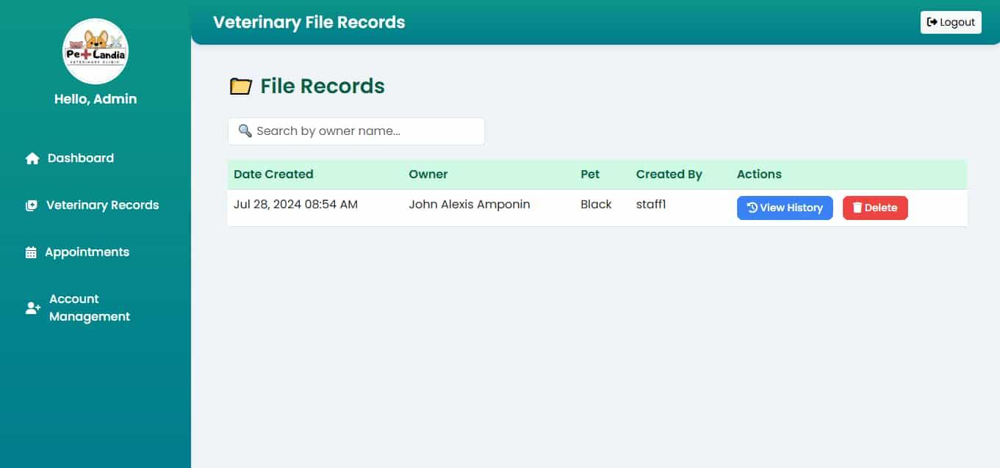 Pe Landia
VETERINARY CLINIC
Hello, Admin
Dashboard
Veterinary Records
Appointments
Account
Management
Veterinary File Records
Logout
File Records
Search by owner name...
Date Created Owner Pet Created By Actions
Jul 28, 2024 08:54 AM John Alexis Amponin Black staff1 View History Delete